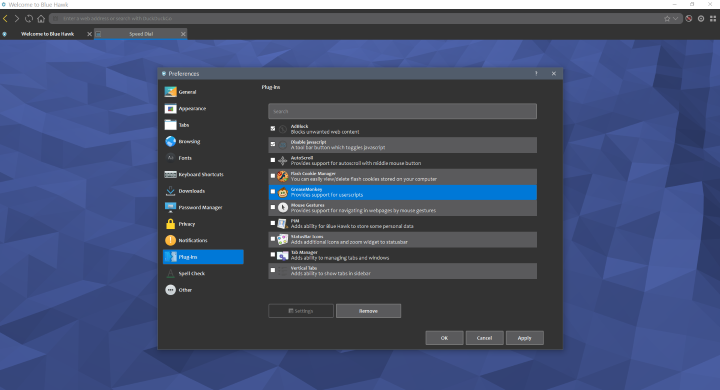 Welcome to Blue Hawk
Enter a web address or search with DuckDuckGo
Welcome to Blue Hawk
Speed Dial
Preferences
General
Appearance
Tabs
Browsing
Fonts
Keyboard Shortcuts
Downloads
Password Manager
Privacy
Notifications
Plug-Ins
Spell-Check
Other
Plug-Ins
Search
AdBlock
Blocks unwanted web content
Disable Javascript
A tool bar button which toggles javascript
AutoScroll
Provides support for autoscroll with middle mouse button
Flash Cookie Manager
You can easily view/delete flash cookies stored on your computer
GreaseMonkey
Provides support for userscripts
Mouse Gestures
Provides support for navigating in webpages by mouse gestures
PIM
Adds ability for Blue Hawk to store some personal data
StatusBar Icons
Adds additional icons and zoom widget to statusbar
Tab Manager
Adds ability to managing tabs and windows
Vertical Tabs
Adds ability to show tabs in Sidebar
Settings
Remove
OK
Cancel
Apply